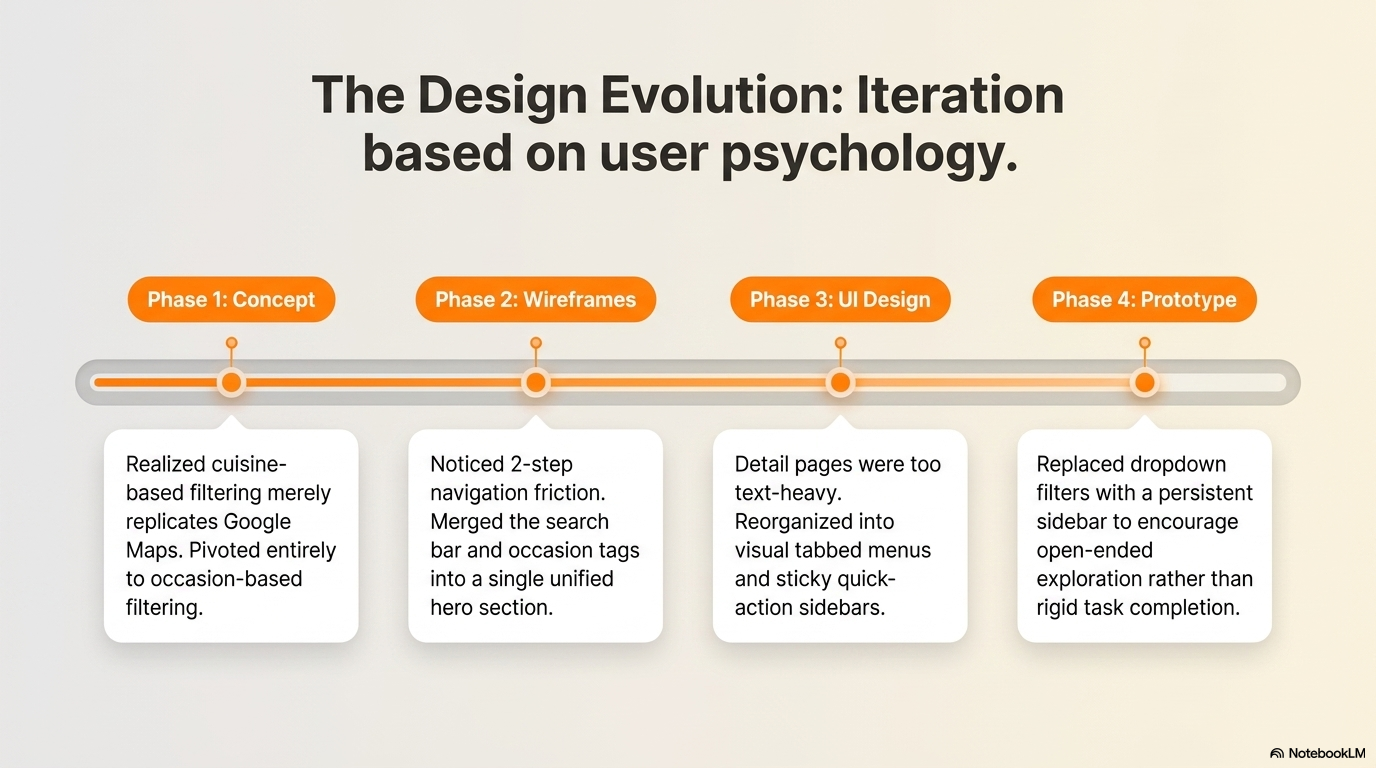 The Design Evolution: Iteration
based on user psychology.
Phase 1: Concept
Phase 2: Wireframes
Phase 3: UI Design
Phase 4: Prototype
Realized cuisine-
based filtering merely
replicates Google
Maps. Pivoted entirely
to occasion-based
filtering.
Noticed 2-step
navigation friction.
Merged the search
bar and occasion tags
into a single unified
hero section.
Detail pages were too
text-heavy.
Reorganized into
visual tabbed menus
and sticky quick-
action sidebars.
Replaced dropdown
filters with a persistent
sidebar to encourage
open-ended
exploration rather than
rigid task completion.
NotebookLM